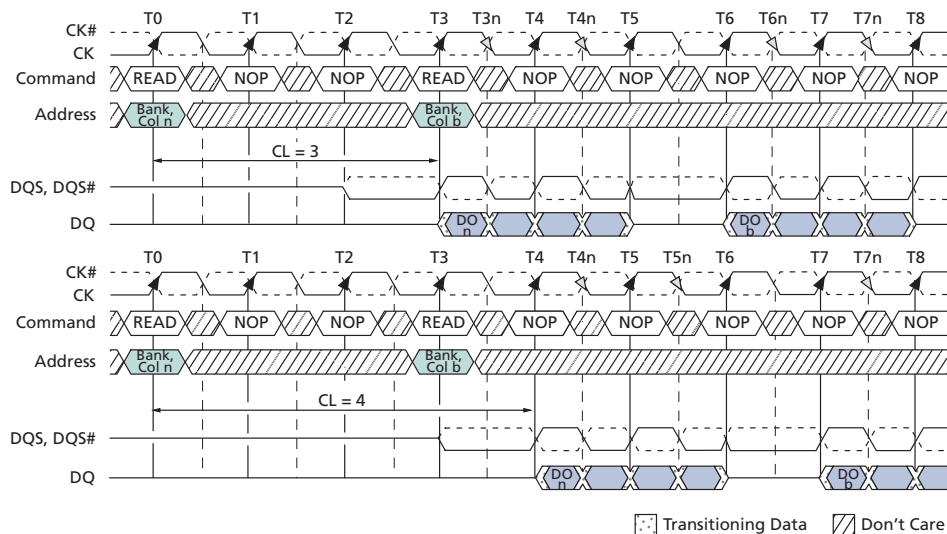 T0 T1 T2 T3 T3n T4 T4n T5 T6 T6n T7 T7n T8
CK#
CK
Command READ NOP NOP READ NOP NOP NOP NOP NOP
Address Bank, Col n Bank, Col b
CL = 3
DQS, DQS#
DQ DO n DO b
T0 T1 T2 T3 T4 T4n T5 T5n T6 T7 T7n T8
CK#
CK
Command READ NOP NOP READ NOP NOP NOP NOP NOP
Address Bank, Col n Bank, Col b
CL = 4
DQS, DQS#
DQ DO n DO b
Transitioning Data Don't Care